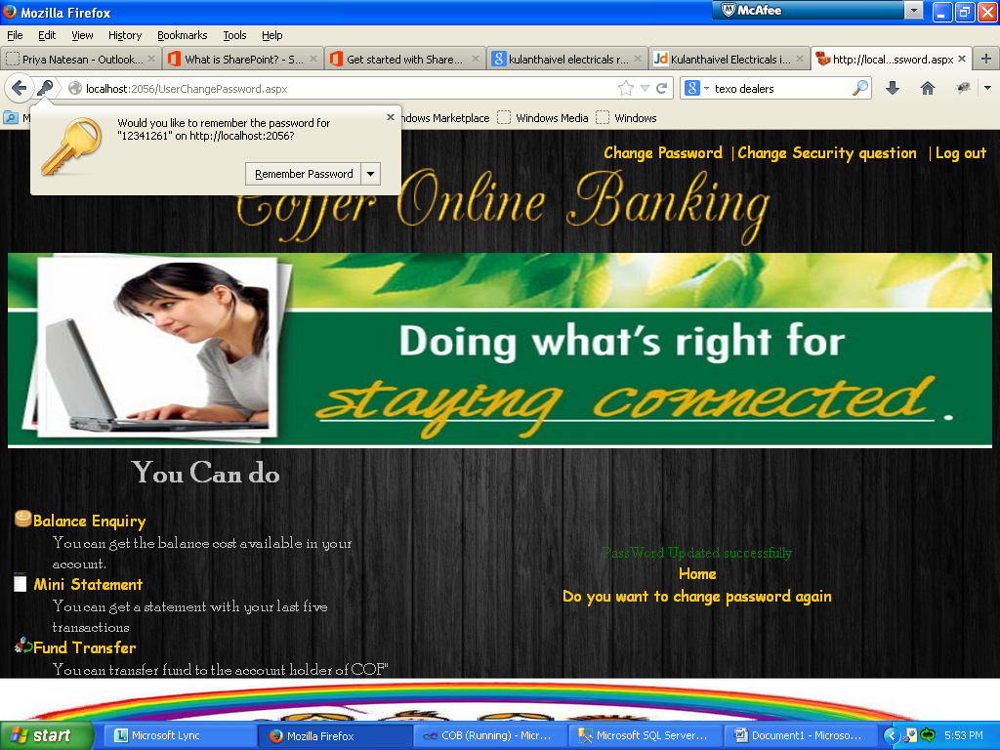 Mozilla Firefox
McAfee
File Edit View History Bookmarks Tools Help
Priya Natesan - Outlook...
What is SharePoint? - S...
Get started with Share...
kulanthaivel electricals r...
Kulanthaivel Electricals i...
http://local...ssword.aspx
localhost:2056/UserChangePassword.aspx
texo dealers
Would you like to remember the password for
"12341261" on http://localhost:2056?
Remember Password
ndows Marketplace Windows Media Windows
Change Password | Change Security question | Log out
Coffer Online Banking
Doing what's right for
staying connected.
You Can do
Balance Enquiry
You can get the balance cost available in your
account.
Mini Statement
You can get a statement with your last five
transactions
Fund Transfer
You can transfer fund to the account holder of COF"
PassWord Updated successfully
Home
Do you want to change password again
start
Microsoft Lync
Mozilla Firefox
COB (Running) - Micr...
Microsoft SQL Server...
Document1 - Microso...
5:53 PM